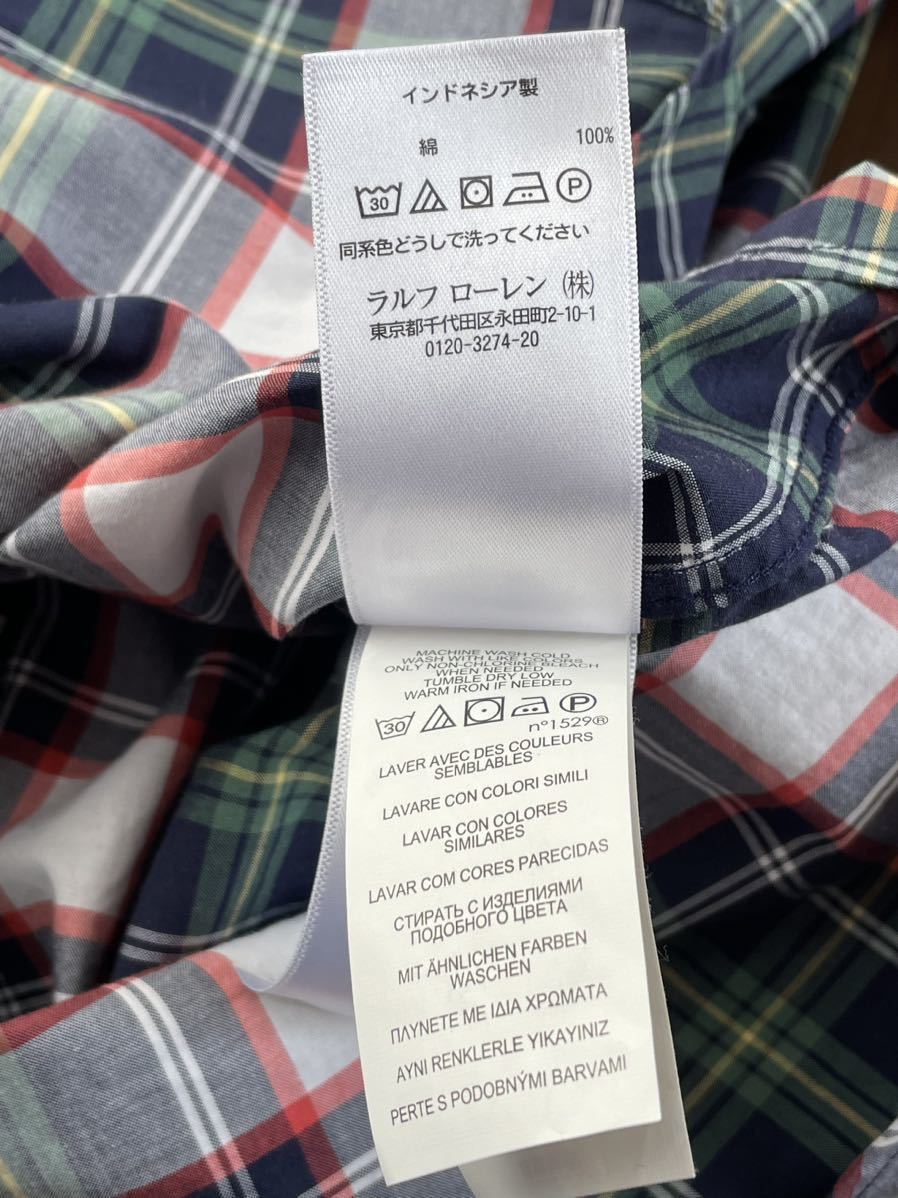 インドネシア製
綿 100%
30 P
同系色どうしで洗ってください
ラルフ ローレン (株)
東京都千代田区永田町2-10-1
0120-3274-20
MACHINE WASH COLD
WASH WITH LIKE COLORS
ONLY NON-CHLORINE BLEACH
WHEN NEEDED
TUMBLE DRY LOW
WARM IRON IF NEEDED
30 P
n°1529®
LAVER AVEC DES COULEURS
SEMBLABLES
LAVARE CON COLORI SIMILI
LAVAR CON COLORES
SIMILARES
LAVAR COM CORES PARECIDAS
СТИРАТЬ С ИЗДЕЛИЯМИ
ПОДОБНОГО ЦВЕТА
MIT ÄHNLICHEN FARBEN
WASCHEN
ΠΛΥΝΕΤΕ ΜΕ ΙΔΙΑ ΧΡΩΜΑΤΑ
AYNI RENKLERLE YIKAYINIZ
PERTE S PODOBNÝMI BARVAMI